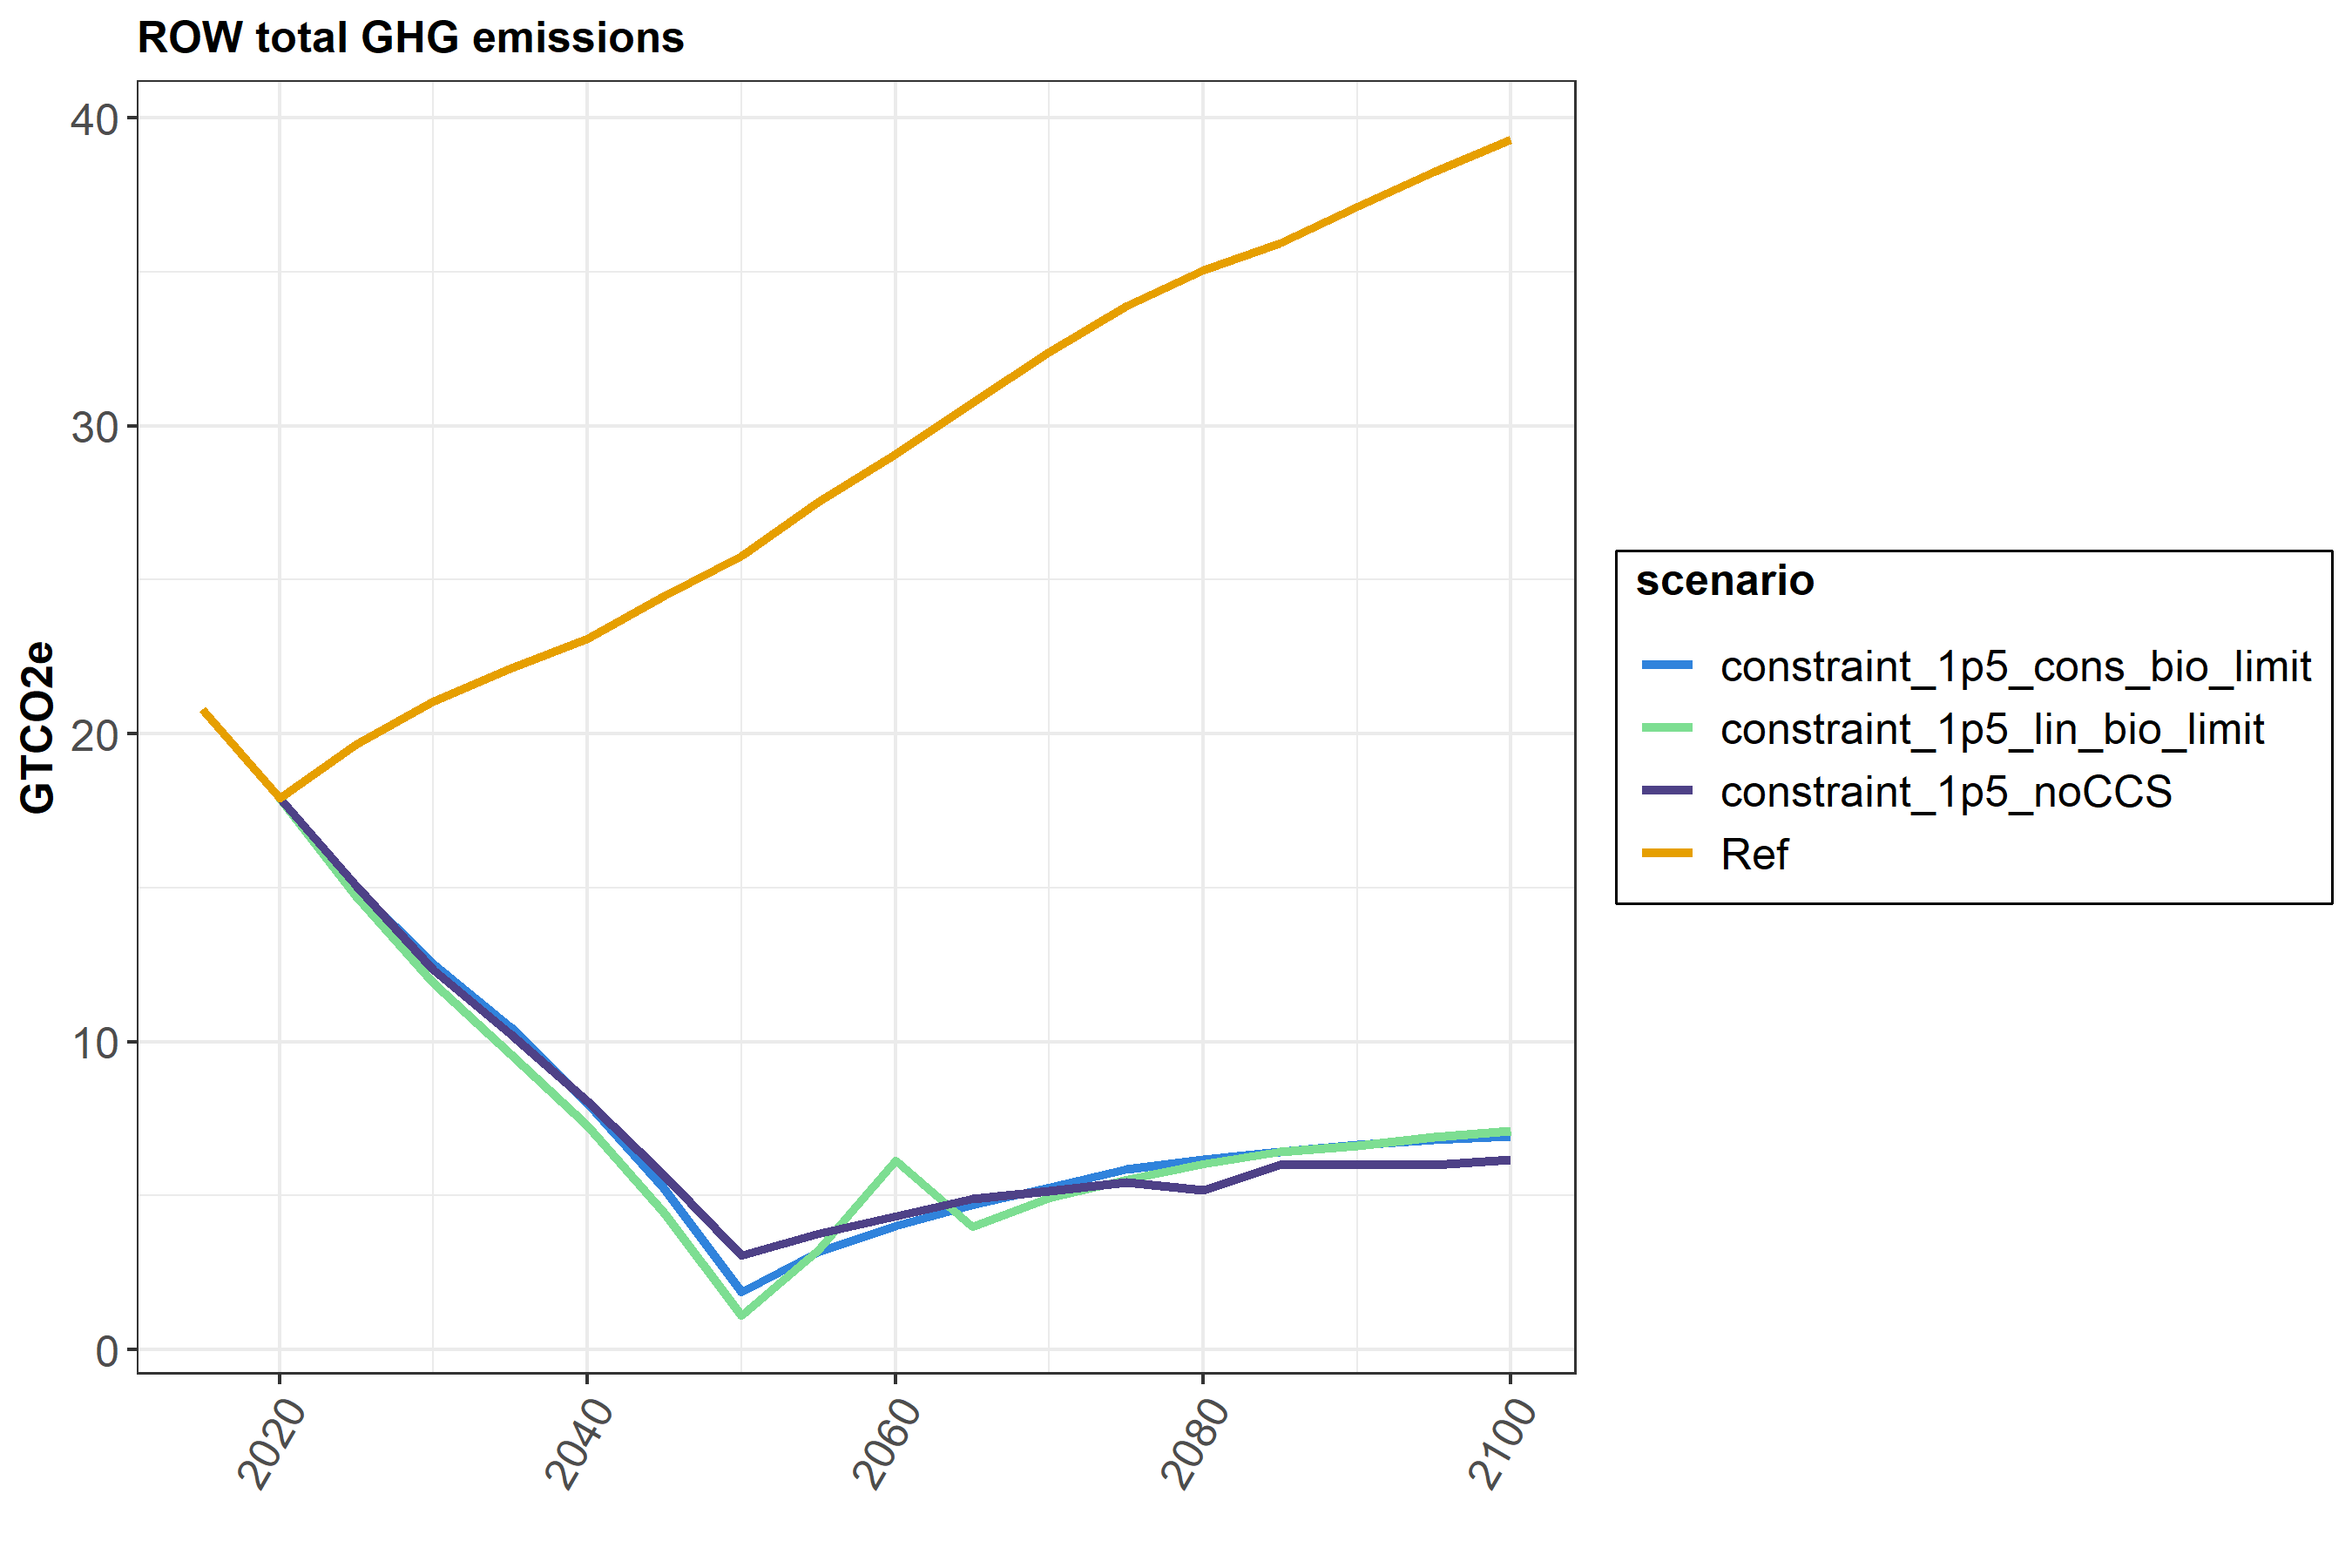 ROW total GHG emissions
40
30
20
10
0
GTCO2e
2020
2040
2060
2080
2100
scenario
constraint_1p5_cons_bio_limit
constraint_1p5_lin_bio_limit
constraint_1p5_noCCS
Ref